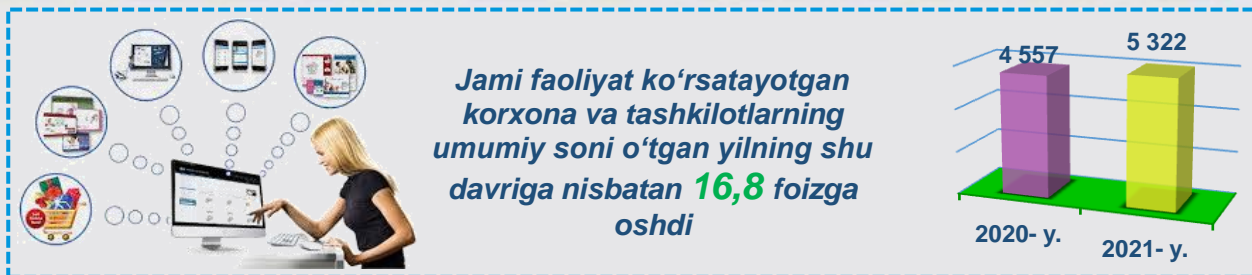 Jami faoliyat ko‘rsatayotgan
korxona va tashkilotlarning
umumiy soni o‘tgan yilning shu
davriga nisbatan 16,8 foizga
oshdi
4 557
5 322
2020- y.
2021- y.